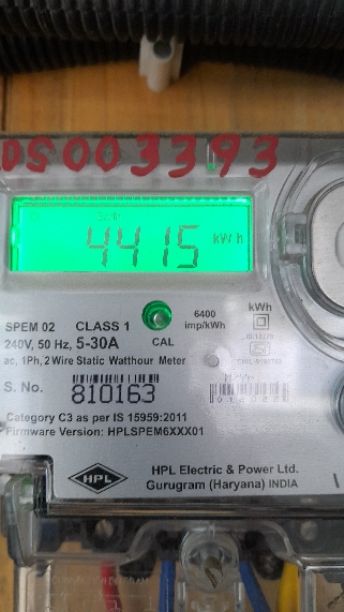 DS003393
4415 kWh
6400 imp/kWh
kWh
SPEM 02 CLASS 1
240V, 50 Hz, 5-30A CAL
ac, 1Ph, 2 Wire Static Watthour Meter
S. No. 810163
Category C3 as per IS 15959:2011
Firmware Version: HPLSPEM6XXX01
HPL
HPL Electric & Power Ltd.
Gurugram (Haryana) INDIA